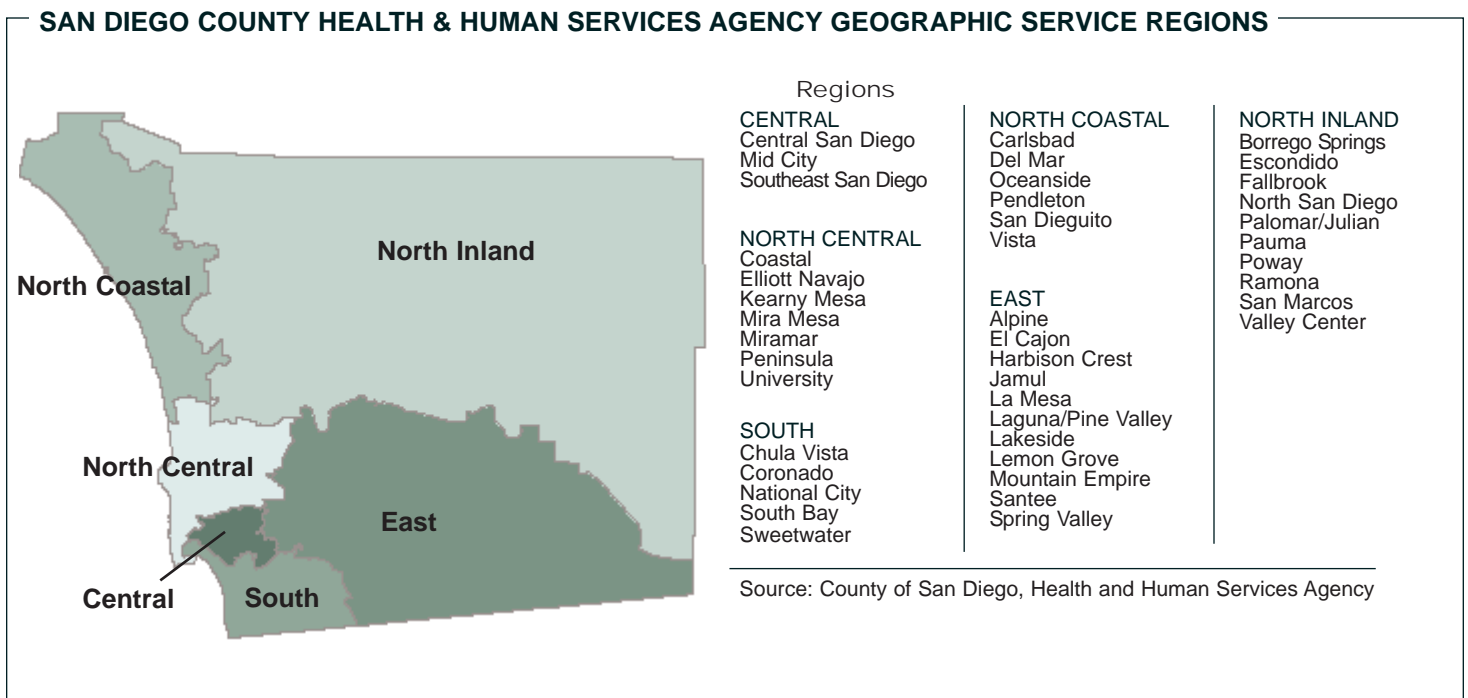 SAN DIEGO COUNTY HEALTH & HUMAN SERVICES AGENCY GEOGRAPHIC SERVICE REGIONS
North Inland
North Coastal
North Central
East
Central
South
Regions
CENTRAL
Central San Diego
Mid City
Southeast San Diego
NORTH CENTRAL
Coastal
Elliott Navajo
Kearny Mesa
Mira Mesa
Miramar
Peninsula
University
SOUTH
Chula Vista
Coronado
National City
South Bay
Sweetwater
NORTH COASTAL
Carlsbad
Del Mar
Oceanside
Pendleton
San Dieguito
Vista
EAST
Alpine
El Cajon
Harbison Crest
Jamul
La Mesa
Laguna/Pine Valley
Lakeside
Lemon Grove
Mountain Empire
Santee
Spring Valley
NORTH INLAND
Borrego Springs
Escondido
Fallbrook
North San Diego
Palomar/Julian
Pauma
Poway
Ramona
San Marcos
Valley Center
Source: County of San Diego, Health and Human Services Agency